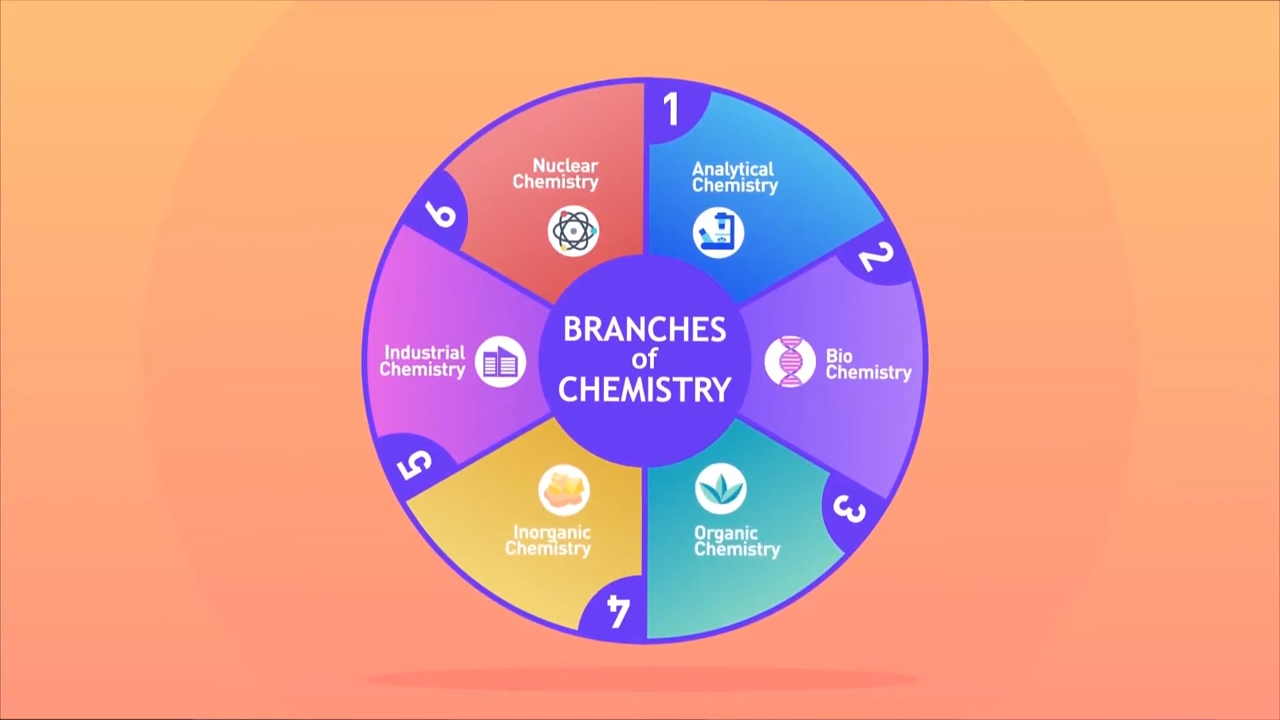 BRANCHES
of
CHEMISTRY
1
Analytical
Chemistry
2
Bio
Chemistry
3
Organic
Chemistry
4
Inorganic
Chemistry
5
Industrial
Chemistry
6
Nuclear
Chemistry